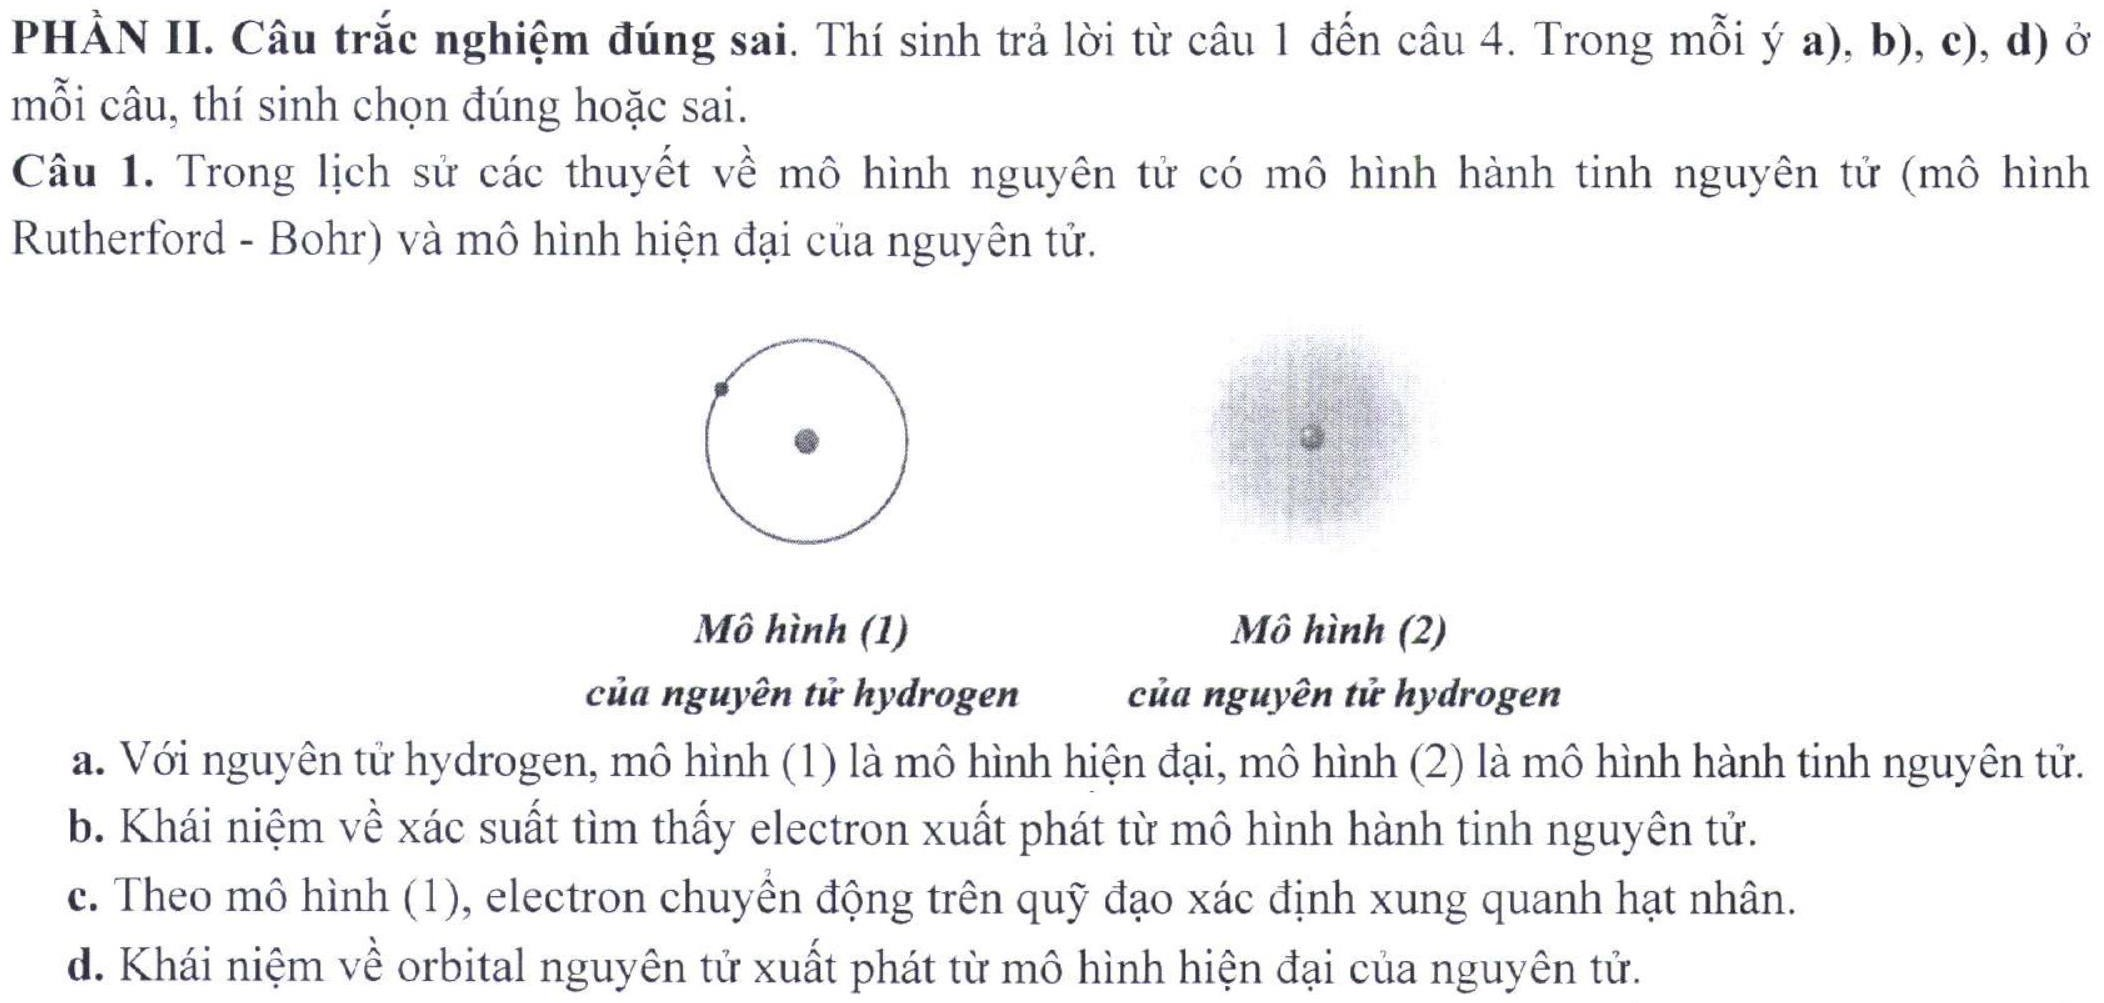 PHẦN II. Câu trắc nghiệm đúng sai. Thí sinh trả lời từ câu 1 đến câu 4. Trong mỗi ý a), b), c), d) ở
mỗi câu, thí sinh chọn đúng hoặc sai.
Câu 1. Trong lịch sử các thuyết về mô hình nguyên tử có mô hình hành tinh nguyên tử (mô hình
Rutherford - Bohr) và mô hình hiện đại của nguyên tử.
Mô hình (1)
của nguyên tử hydrogen
Mô hình (2)
của nguyên tử hydrogen
a. Với nguyên tử hydrogen, mô hình (1) là mô hình hiện đại, mô hình (2) là mô hình hành tinh nguyên tử.
b. Khái niệm về xác suất tìm thấy electron xuất phát từ mô hình hành tinh nguyên tử.
c. Theo mô hình (1), electron chuyển động trên quỹ đạo xác định xung quanh hạt nhân.
d. Khái niệm về orbital nguyên tử xuất phát từ mô hình hiện đại của nguyên tử.